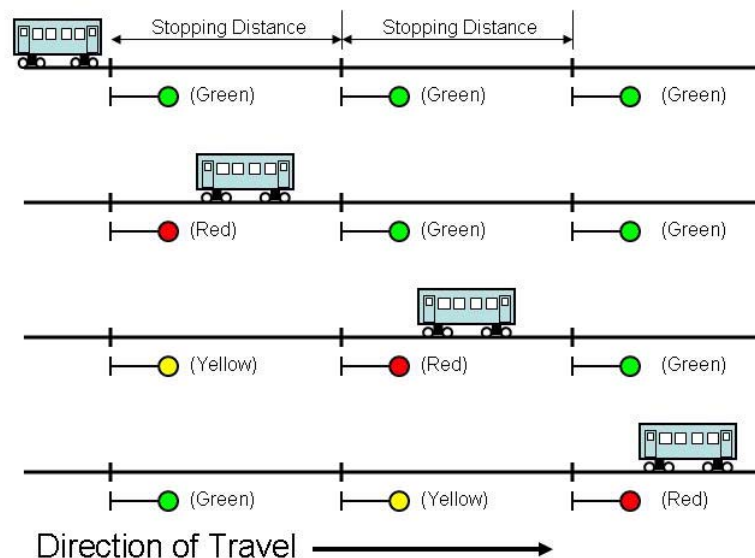 Stopping Distance Stopping Distance
(Green) (Green) (Green)
(Red) (Green) (Green)
(Yellow) (Red) (Green)
(Green) (Yellow) (Red)
Direction of Travel